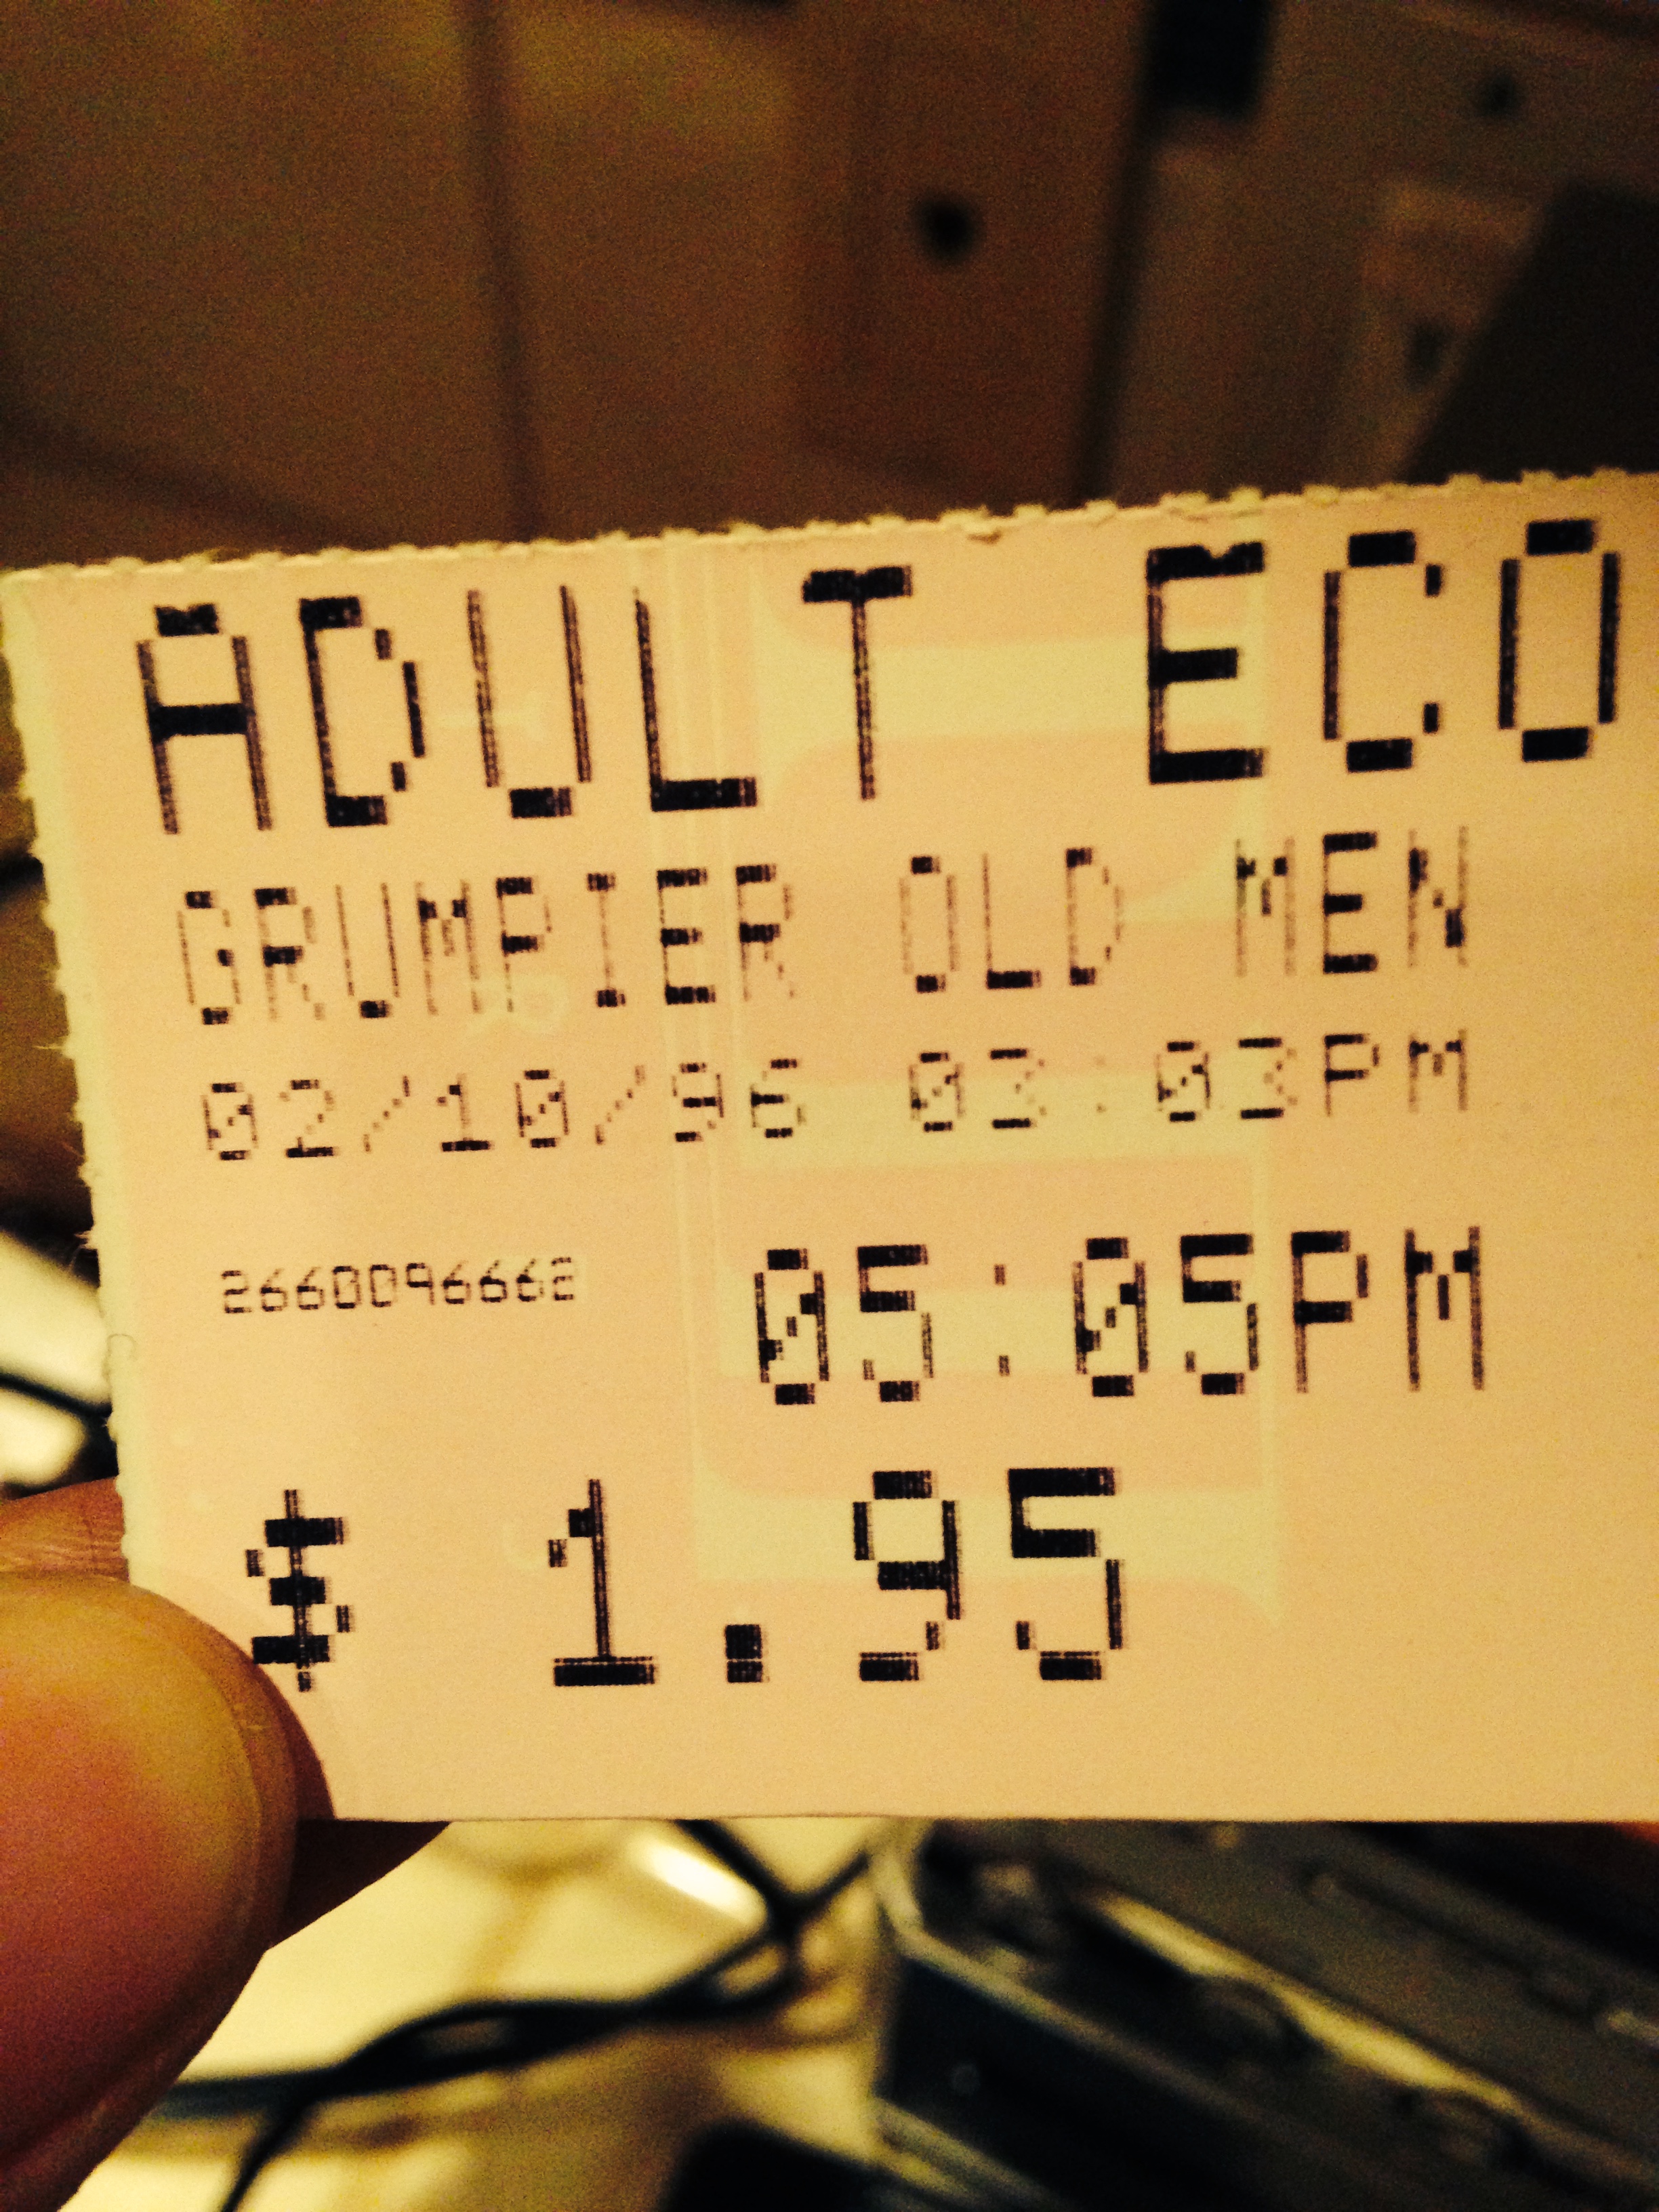 ADULT ECO
GRUMPIER OLD MEN
02/10/96 03:03PM
2660096662 05:05PM
$ 1.95